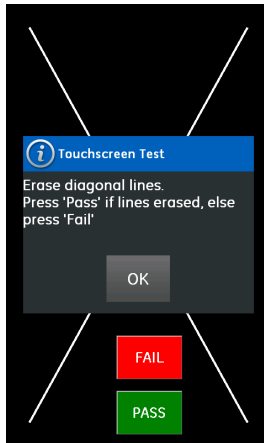 Touchscreen Test
Erase diagonal lines.
Press 'Pass' if lines erased, else
press 'Fail'
OK
FAIL
PASS